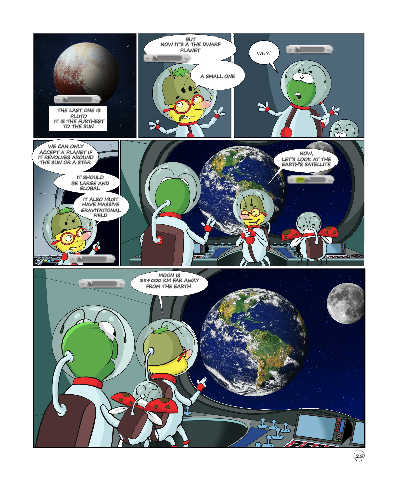 THE LAST ONE IS
PLUTO
IT IS THE FURTHEST
TO THE SUN
BUT
NOW IT'S A THE DWARF
PLANET
A SMALL ONE
WHY?
WE CAN ONLY
ACCEPT A PLANET IF
IT REVOLVES AROUND
THE SUN OR A STAR
IT SHOULD
BE LARGE AND
GLOBAL
IT ALSO MUST
HAVE MASSIVE
GRAVITATIONAL
FIELD
NOW,
LET'S LOOK AT THE
EARTH'S SATELLITE
MOON IS
384000 KM FAR AWAY
FROM THE EARTH